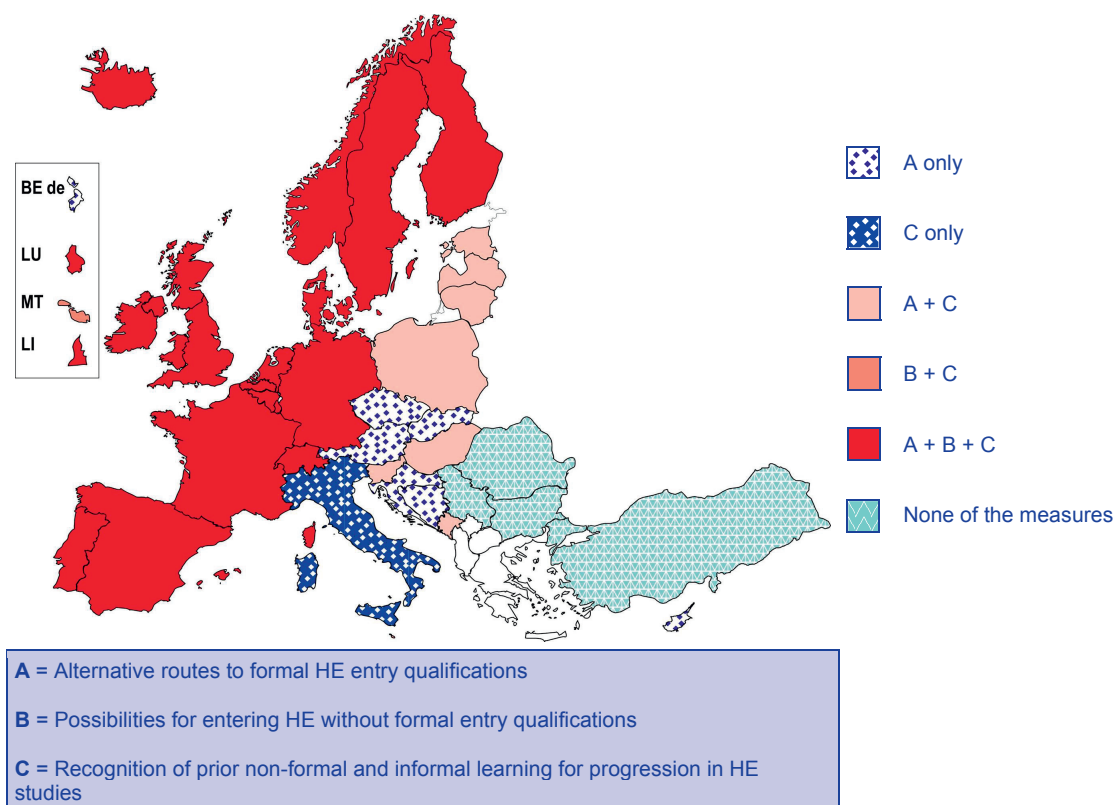 BE de
LU
MT
LI
A only
C only
A + C
B + C
A + B + C
None of the measures
A = Alternative routes to formal HE entry qualifications
B = Possibilities for entering HE without formal entry qualifications
C = Recognition of prior non-formal and informal learning for progression in HE
studies